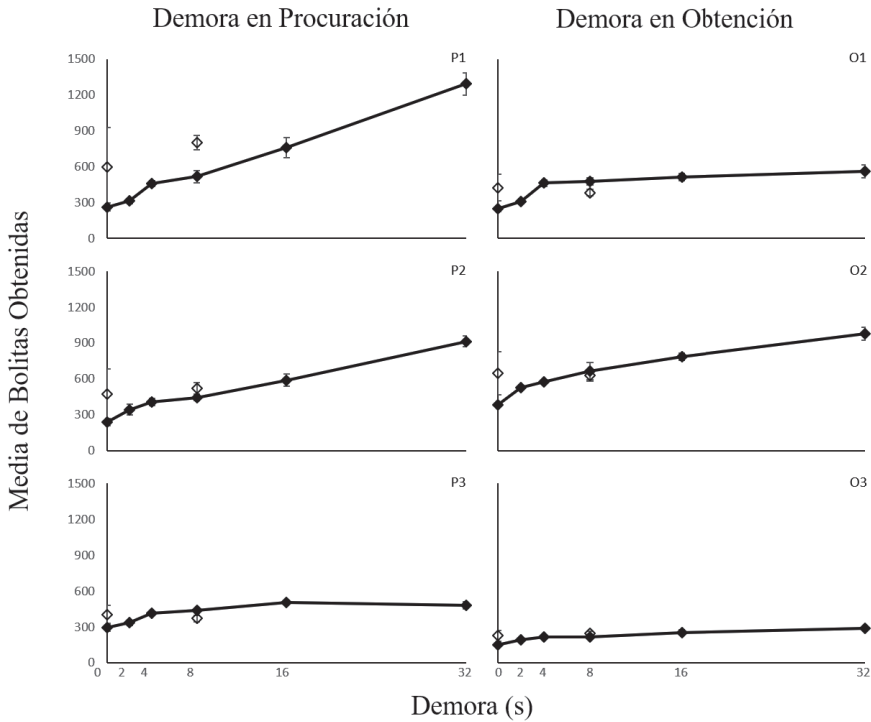 Demora en Procuración
Demora en Obtención
Media de Bolitas Obtenidas
P1
1500
1200
900
600
300
0
O1
P2
1500
1200
900
600
300
0
O2
P3
1500
1200
900
600
300
0
O3
0 2 4 8 16 32
0 2 4 8 16 32
Demora (s)